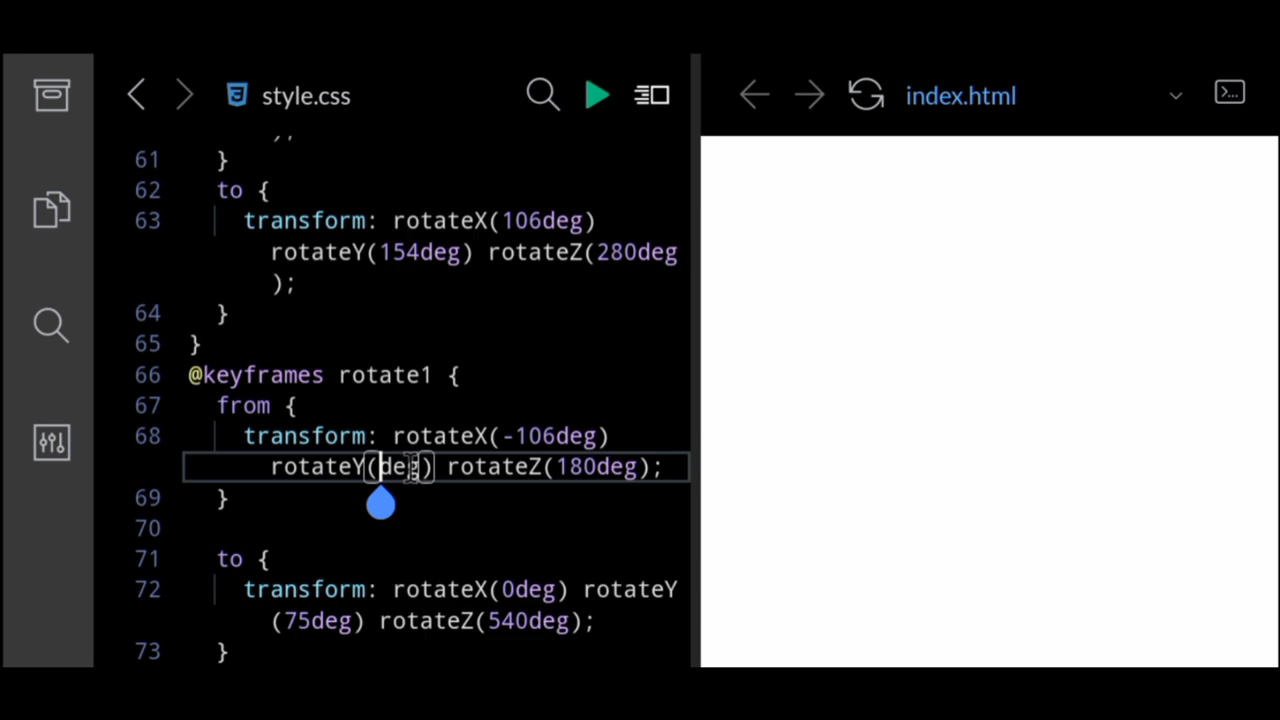 style.css
index.html
61 }
62 to {
63 transform: rotateX(106deg)
rotateY(154deg) rotateZ(280deg
);
64 }
65 }
66 @keyframes rotate1 {
67 from {
68 transform: rotateX(-106deg)
rotateY(deg) rotateZ(180deg);
69 }
70
71 to {
72 transform: rotateX(0deg) rotateY
(75deg) rotateZ(540deg);
73 }